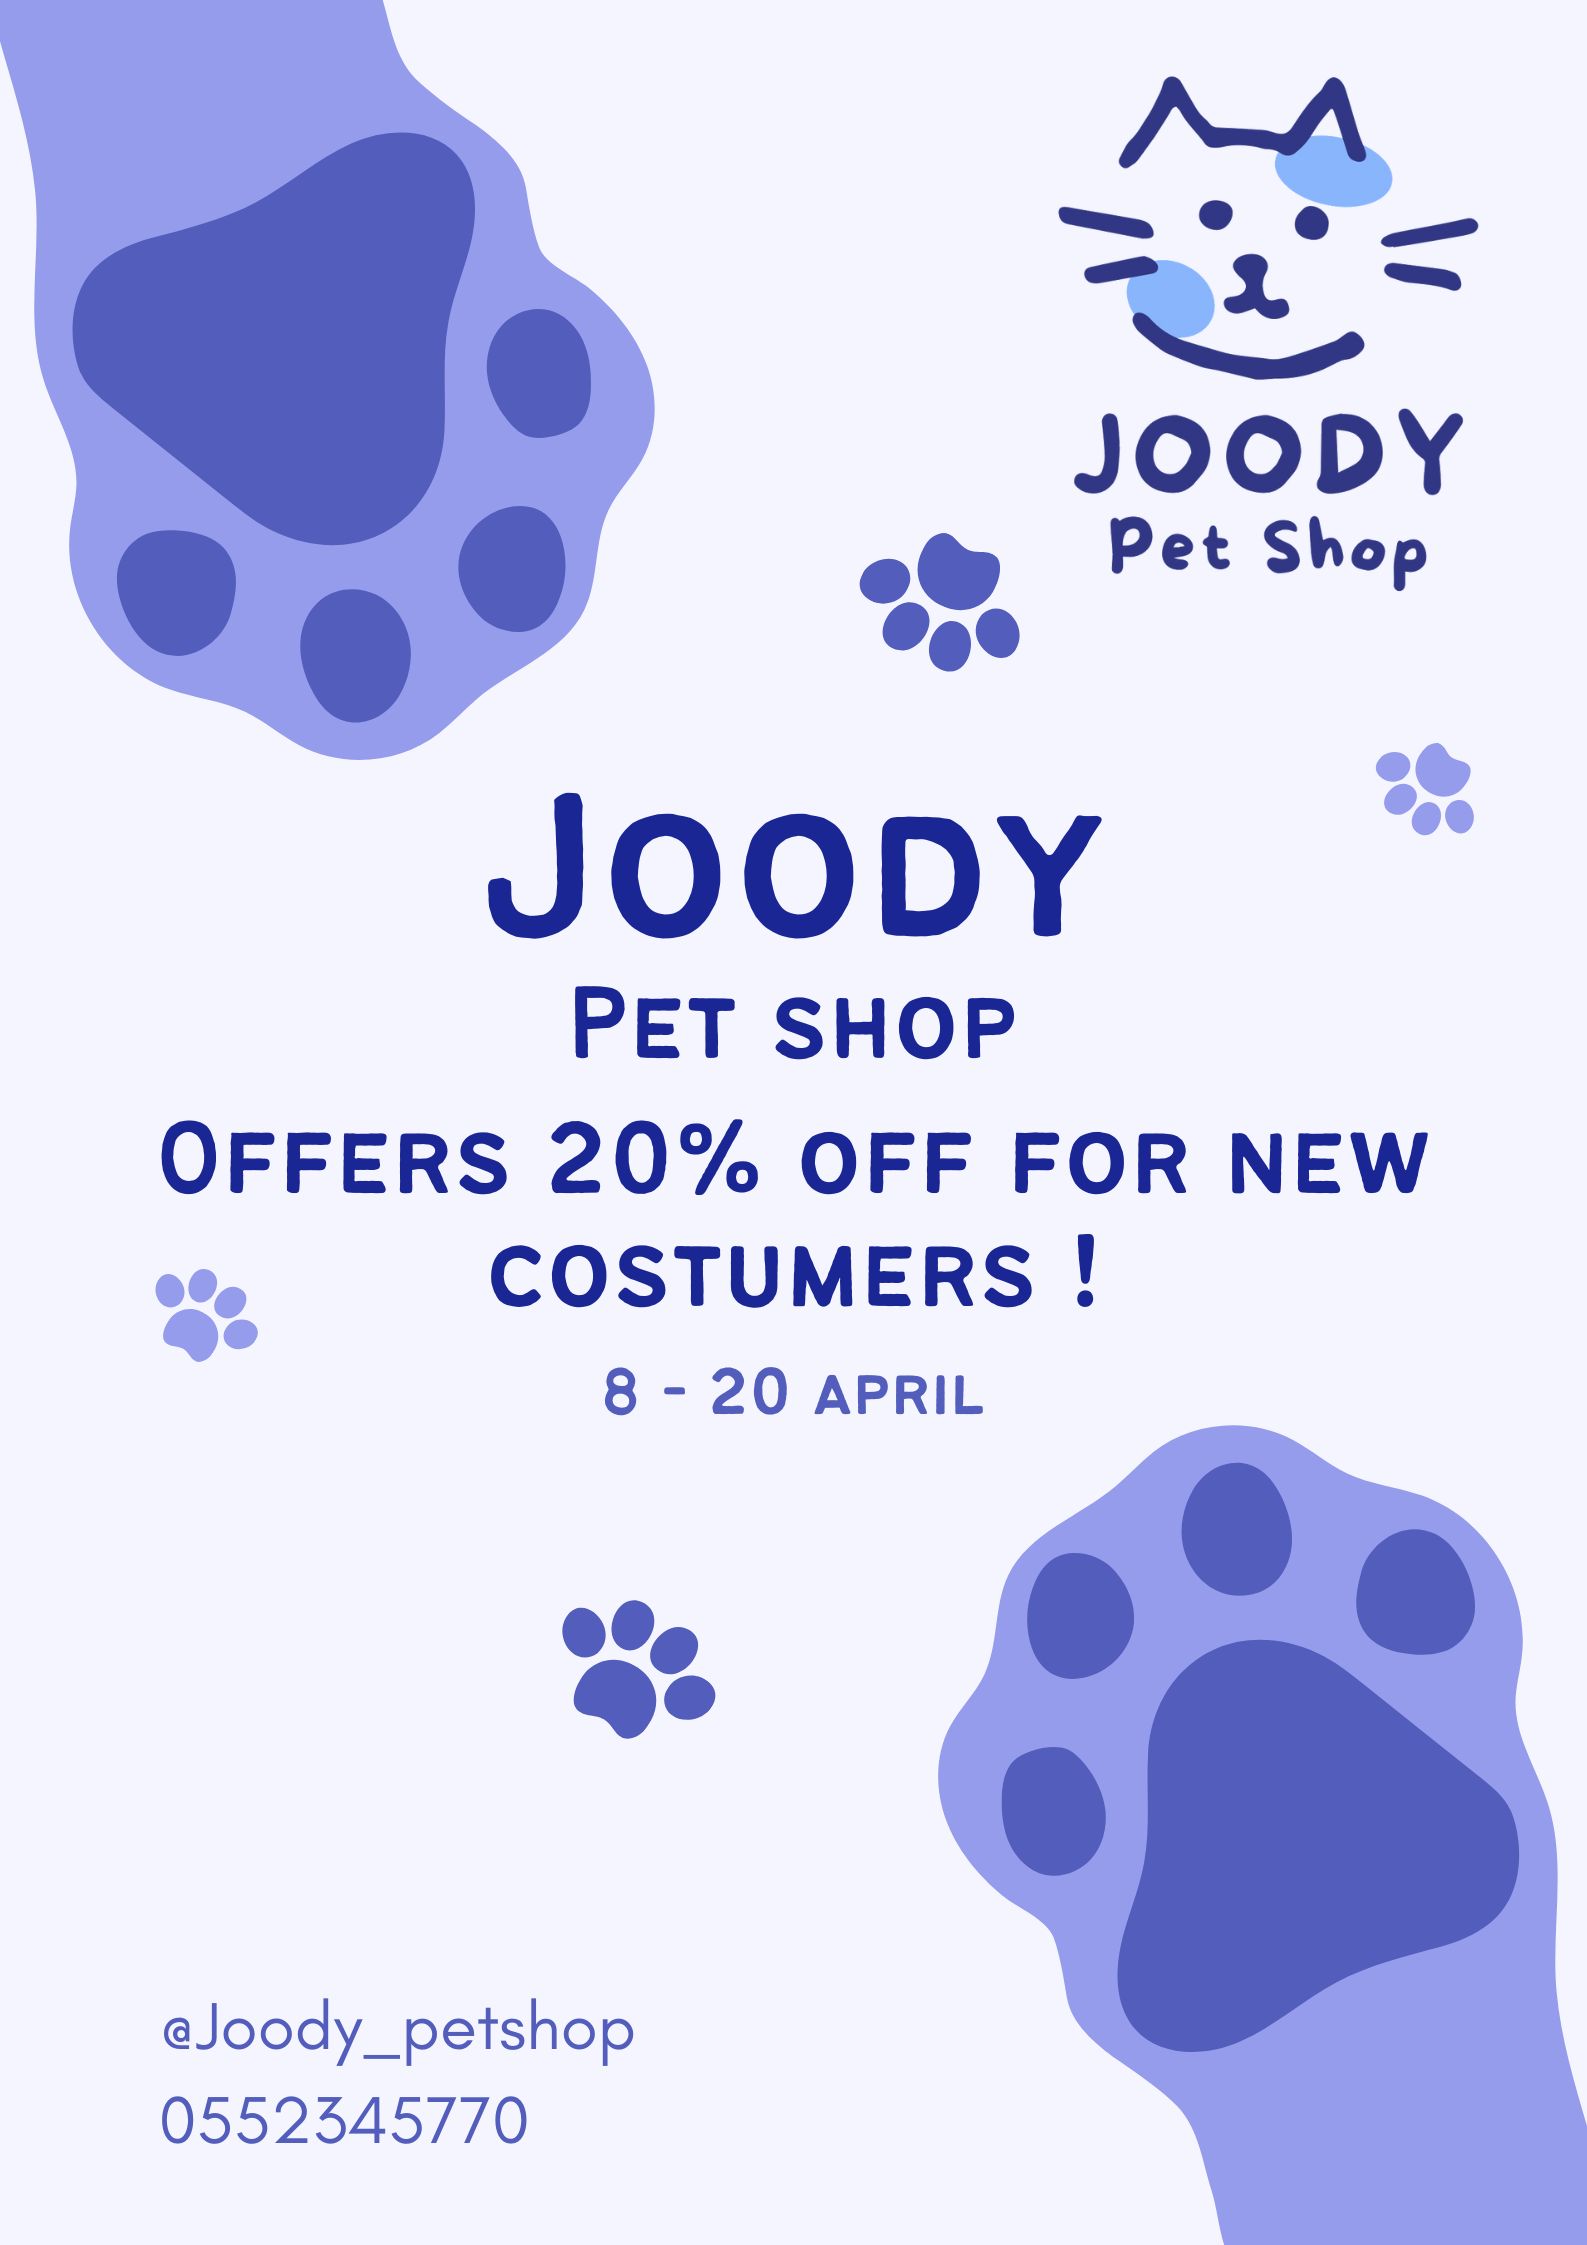 JOODY
Pet Shop
Joody
Pet shop
Offers 20% off for new
costumers !
8 - 20 april
@Joody_petshop
0552345770